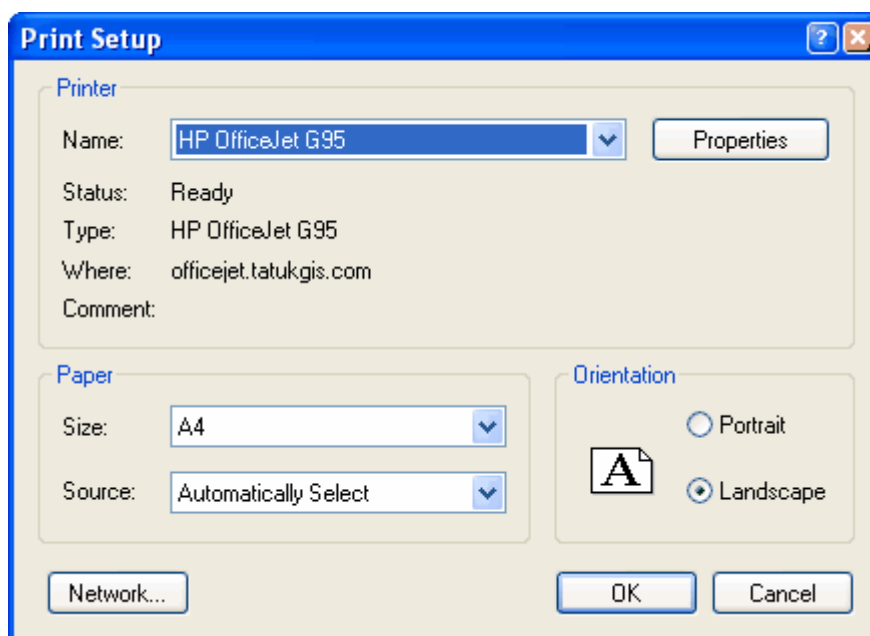 Print Setup
Printer
Name: HP OfficeJet G95 Properties
Status: Ready
Type: HP OfficeJet G95
Where: officejet.tatukgis.com
Comment:
Paper
Size: A4
Source: Automatically Select
Orientation
A
Portrait
Landscape
Network... OK Cancel